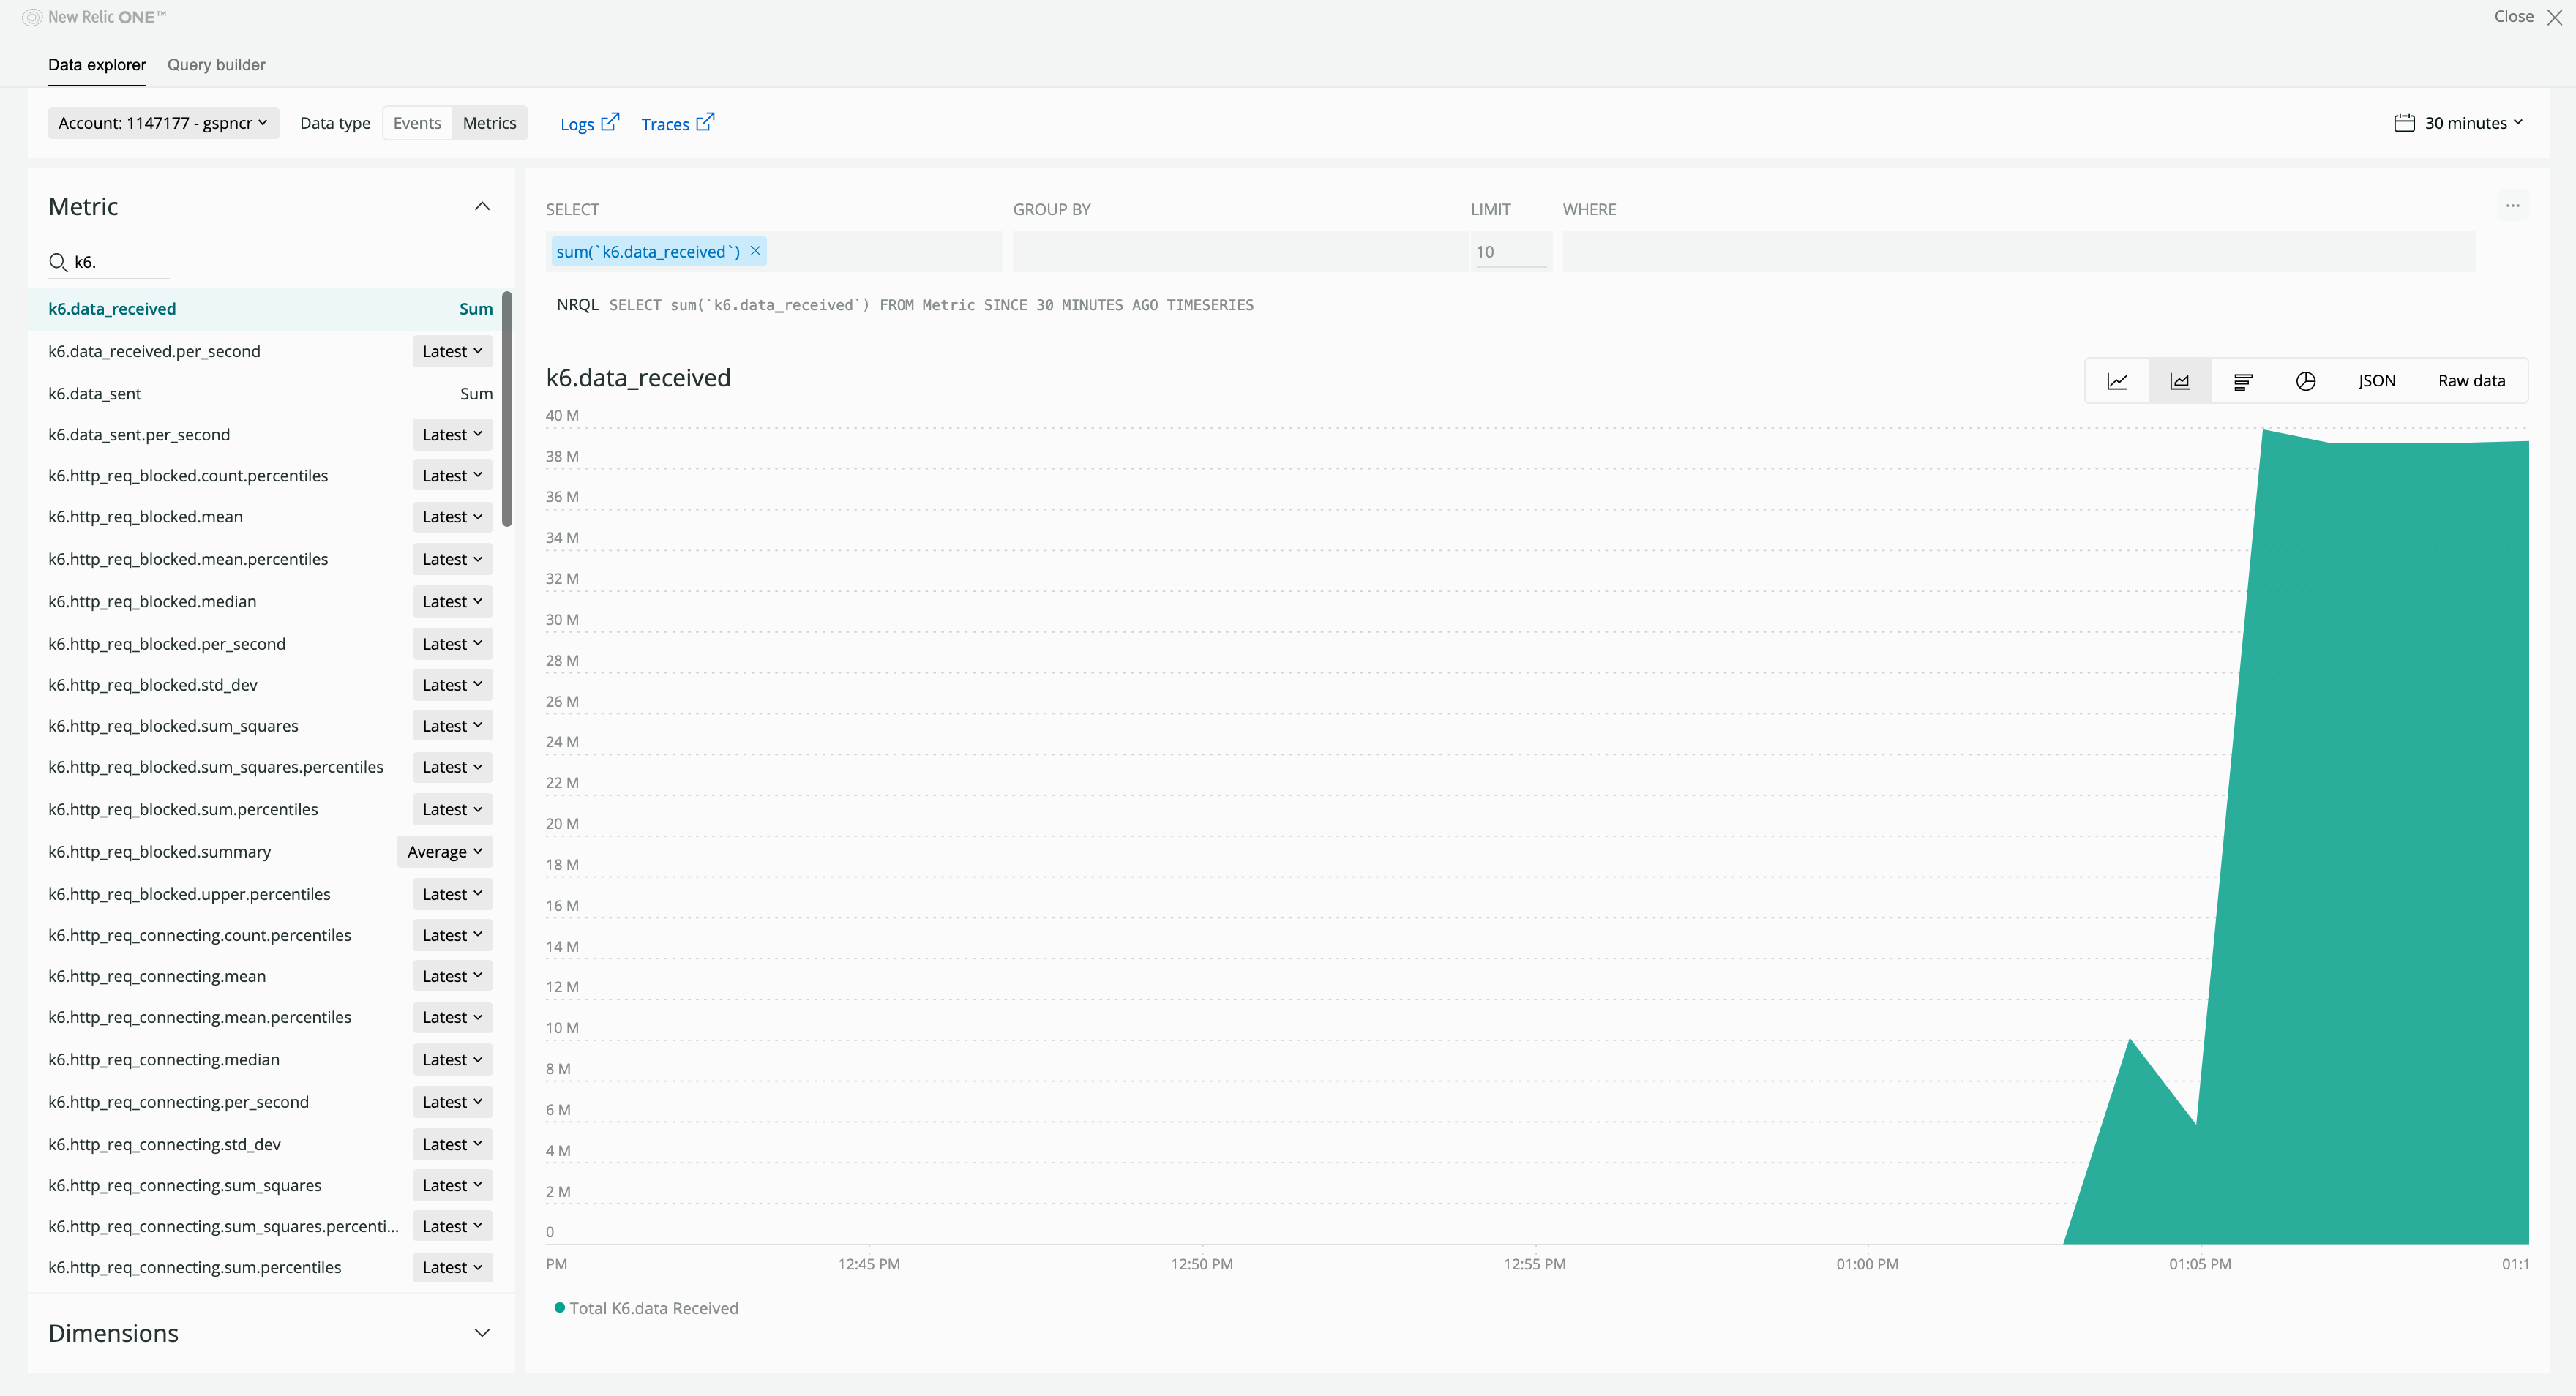 New Relic ONE™
Close
Data explorer Query builder
Account: 1147177 - gspncr Data type Events Metrics Logs Traces 30 minutes
Metric
k6.
k6.data_received Sum
k6.data_received.per_second Latest
k6.data_sent Sum
k6.data_sent.per_second Latest
k6.http_req_blocked.count.percentiles Latest
k6.http_req_blocked.mean Latest
k6.http_req_blocked.mean.percentiles Latest
k6.http_req_blocked.median Latest
k6.http_req_blocked.per_second Latest
k6.http_req_blocked.std_dev Latest
k6.http_req_blocked.sum_squares Latest
k6.http_req_blocked.sum_squares.percentiles Latest
k6.http_req_blocked.sum.percentiles Latest
k6.http_req_blocked.summary Average
k6.http_req_blocked.upper.percentiles Latest
k6.http_req_connecting.count.percentiles Latest
k6.http_req_connecting.mean Latest
k6.http_req_connecting.mean.percentiles Latest
k6.http_req_connecting.median Latest
k6.http_req_connecting.per_second Latest
k6.http_req_connecting.std_dev Latest
k6.http_req_connecting.sum_squares Latest
k6.http_req_connecting.sum_squares.percenti... Latest
k6.http_req_connecting.sum.percentiles Latest
Dimensions
SELECT GROUP BY LIMIT WHERE
sum(`k6.data_received`) 10
...
NRQL SELECT sum(`k6.data_received`) FROM Metric SINCE 30 MINUTES AGO TIMESERIES
k6.data_received
JSON Raw data
40 M
38 M
36 M
34 M
32 M
30 M
28 M
26 M
24 M
22 M
20 M
18 M
16 M
14 M
12 M
10 M
8 M
6 M
4 M
2 M
0
PM 12:45 PM 12:50 PM 12:55 PM 01:00 PM 01:05 PM 01:1
Total K6.data Received